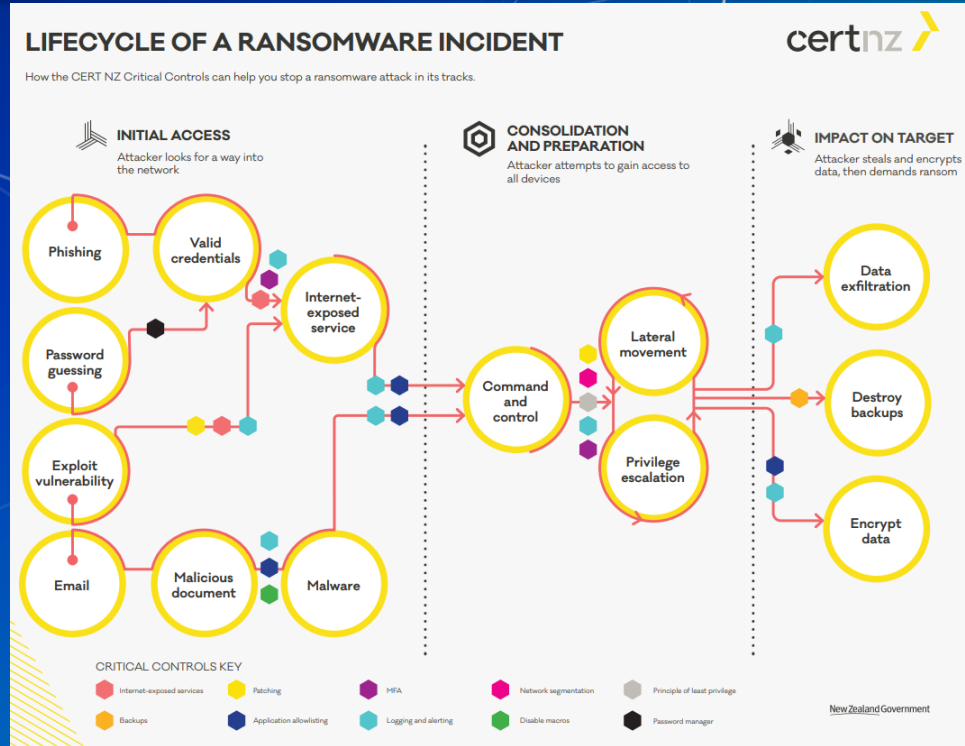 LIFECYCLE OF A RANSOMWARE INCIDENT
certnz
How the CERT NZ Critical Controls can help you stop a ransomware attack in its tracks.
INITIAL ACCESS
Attacker looks for a way into
the network
CONSOLIDATION
AND PREPARATION
Attacker attempts to gain access to
all devices
IMPACT ON TARGET
Attacker steals and encrypts
data, then demands ransom
Phishing
Valid
credentials
Internet-
exposed
service
Password
guessing
Exploit
vulnerability
Email
Malicious
document
Malware
Command
and
control
Lateral
movement
Privilege
escalation
Data
exfiltration
Destroy
backups
Encrypt
data
CRITICAL CONTROLS KEY
Internet-exposed services
Patching
MFA
Network segmentation
Principle of least privilege
Backups
Application allowlisting
Logging and alerting
Disable macros
Password manager
New Zealand Government